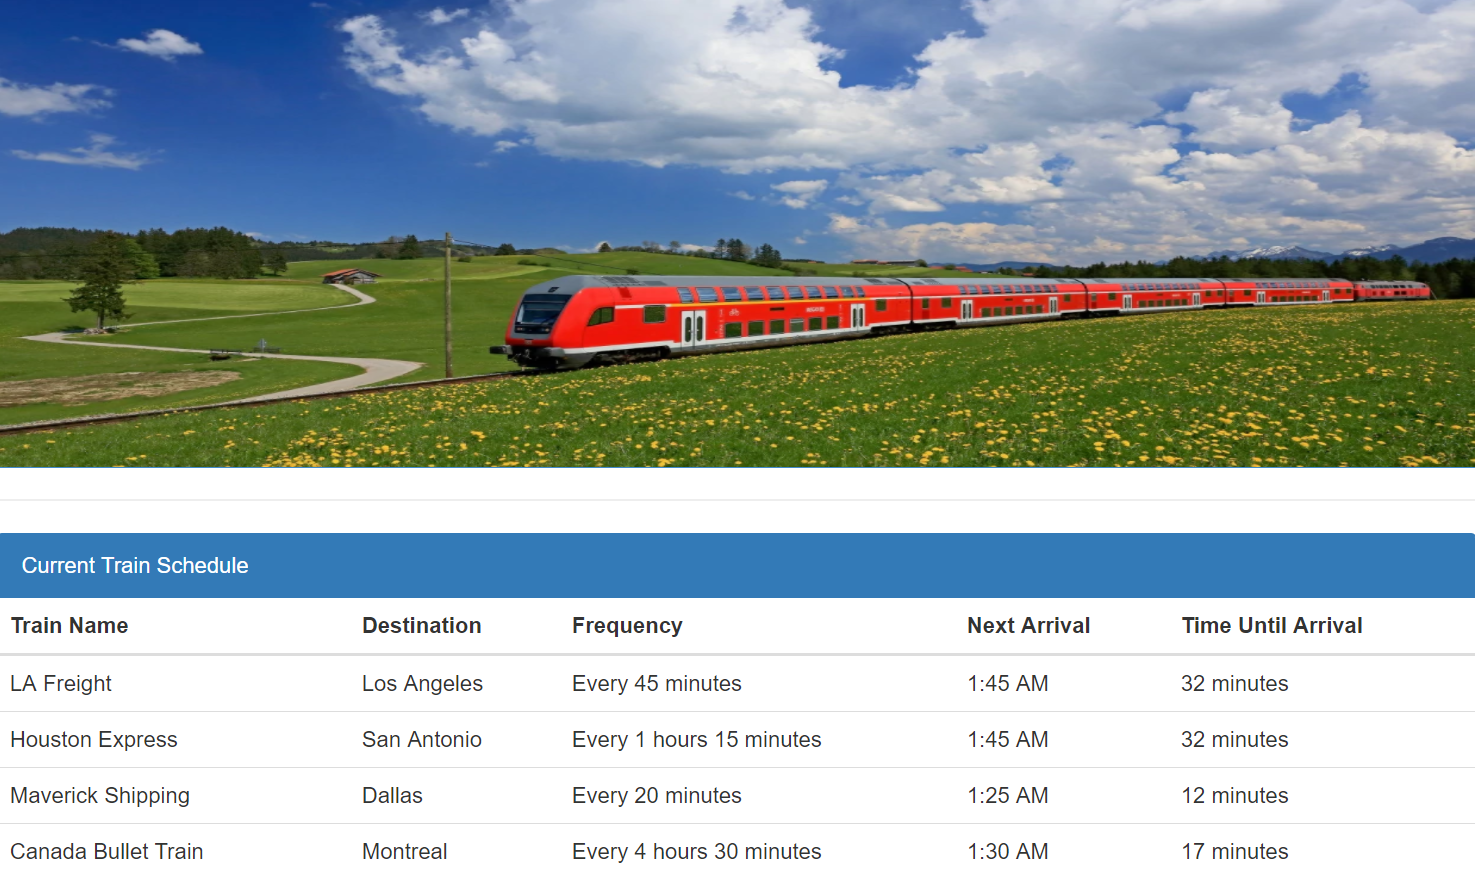 Current Train Schedule
Train Name Destination Frequency Next Arrival Time Until Arrival
LA Freight Los Angeles Every 45 minutes 1:45 AM 32 minutes
Houston Express San Antonio Every 1 hours 15 minutes 1:45 AM 32 minutes
Maverick Shipping Dallas Every 20 minutes 1:25 AM 12 minutes
Canada Bullet Train Montreal Every 4 hours 30 minutes 1:30 AM 17 minutes